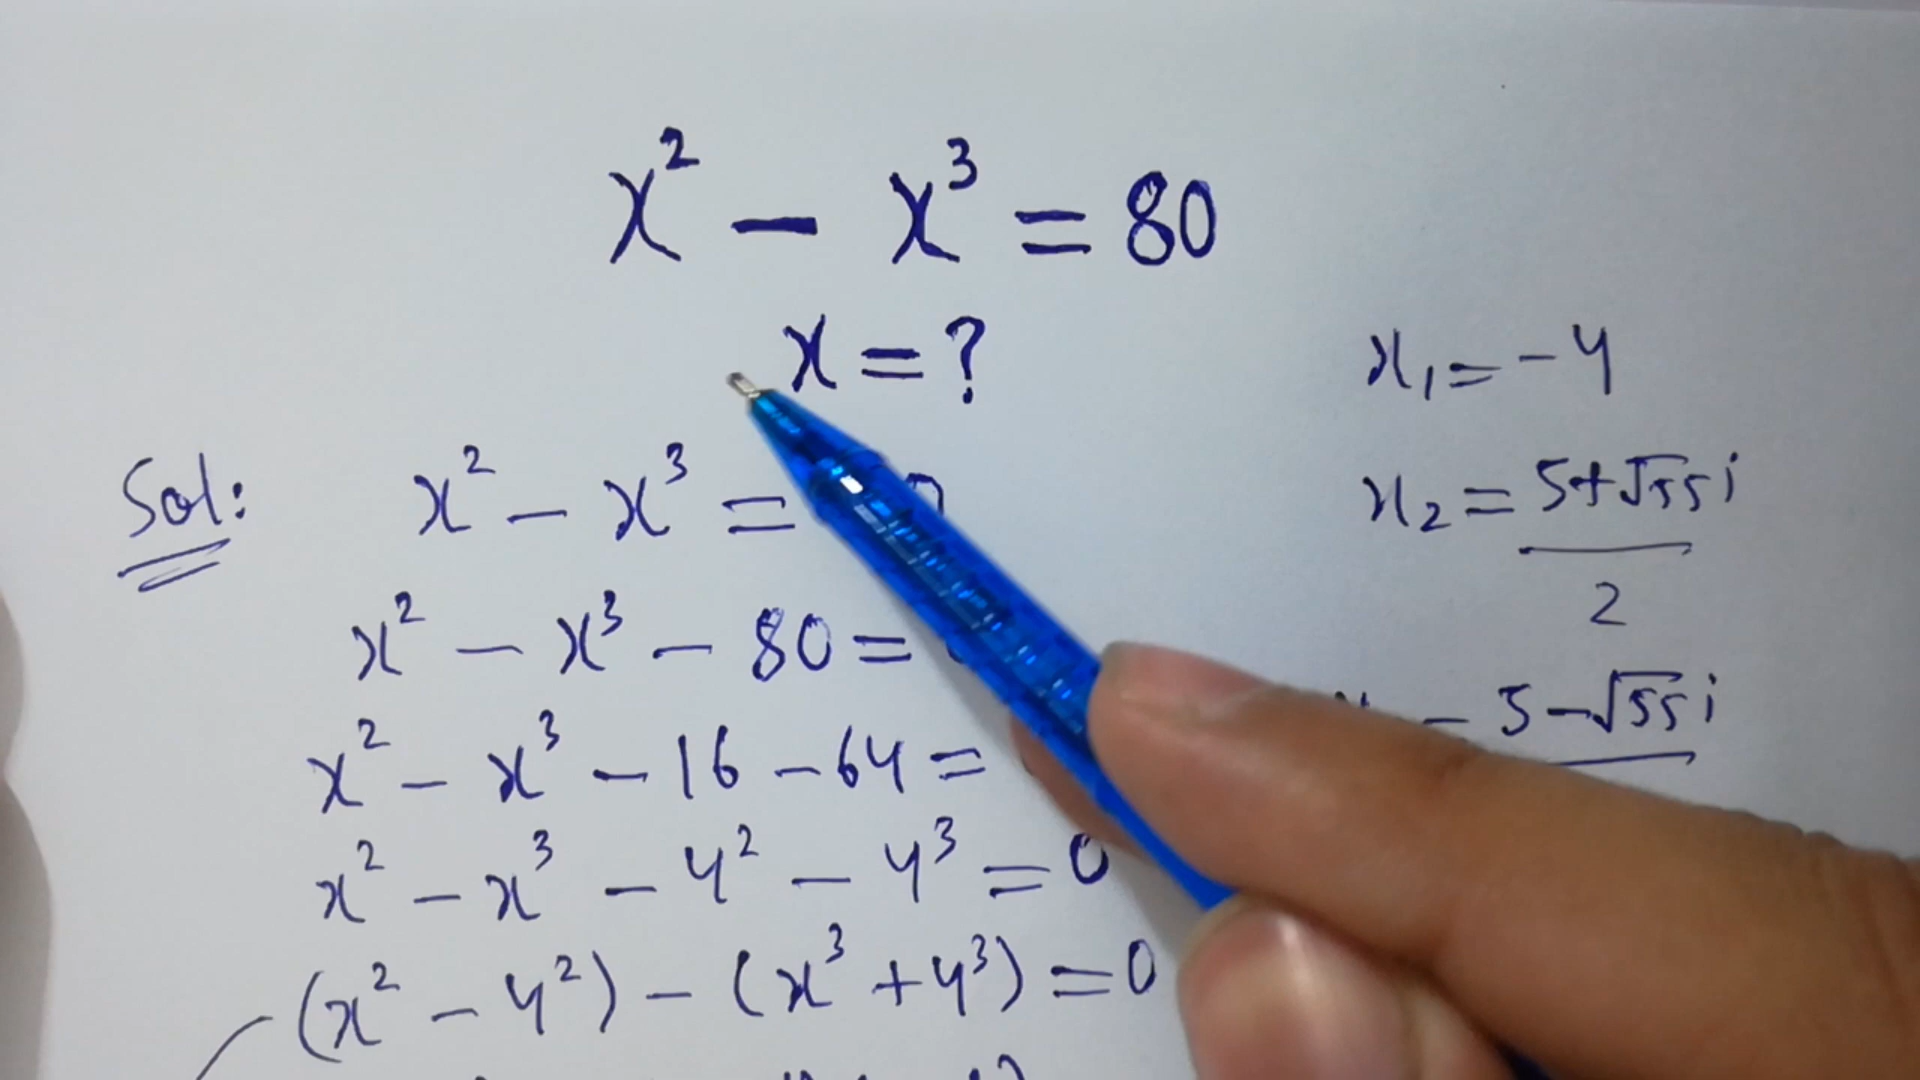 x² - x³ = 80
x = ?
Sol: x² - x³ =
x² - x³ - 80 =
x² - x³ - 16 - 64 =
x² - x³ - 4² - 4³ = 0
(x² - 4²) - (x³ + 4³) = 0
x₁ = -4
x₂ = 5+√55 i
2
5-√55 i